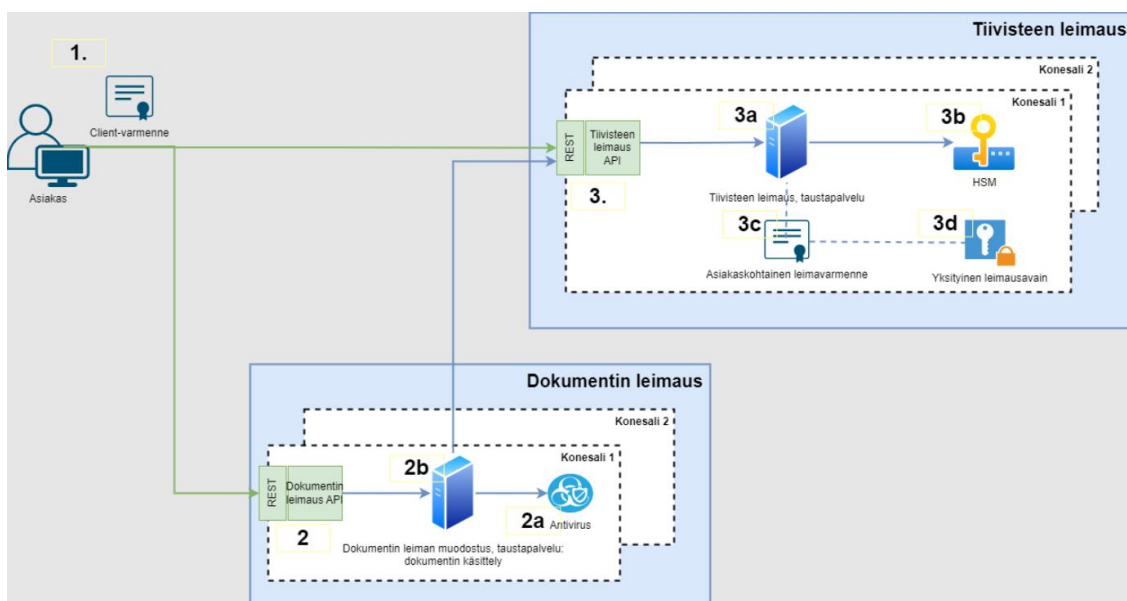 Tiivisteen leimaus
1.
Client-varmenne
Asiakas
Konesali 2
Konesali 1
REST
Tiivisteen
leimaus
API
3.
3a
Tiivisteen leimaus, taustapalvelu
3b
HSM
3c
Asiakaskohtainen leimavarmenne
3d
Yksityinen leimausavain
Dokumentin leimaus
Konesali 2
Konesali 1
REST
Dokumentin
leimaus API
2
2b
2a
Antivirus
Dokumentin leiman muodostus, taustapalvelu:
dokumentin käsittely